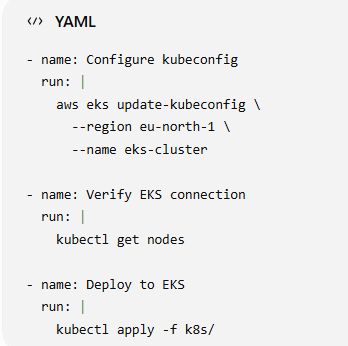 </> YAML
- name: Configure kubeconfig
  run: |
    aws eks update-kubeconfig \
      --region eu-north-1 \
      --name eks-cluster
- name: Verify EKS connection
  run: |
    kubectl get nodes
- name: Deploy to EKS
  run: |
    kubectl apply -f k8s/